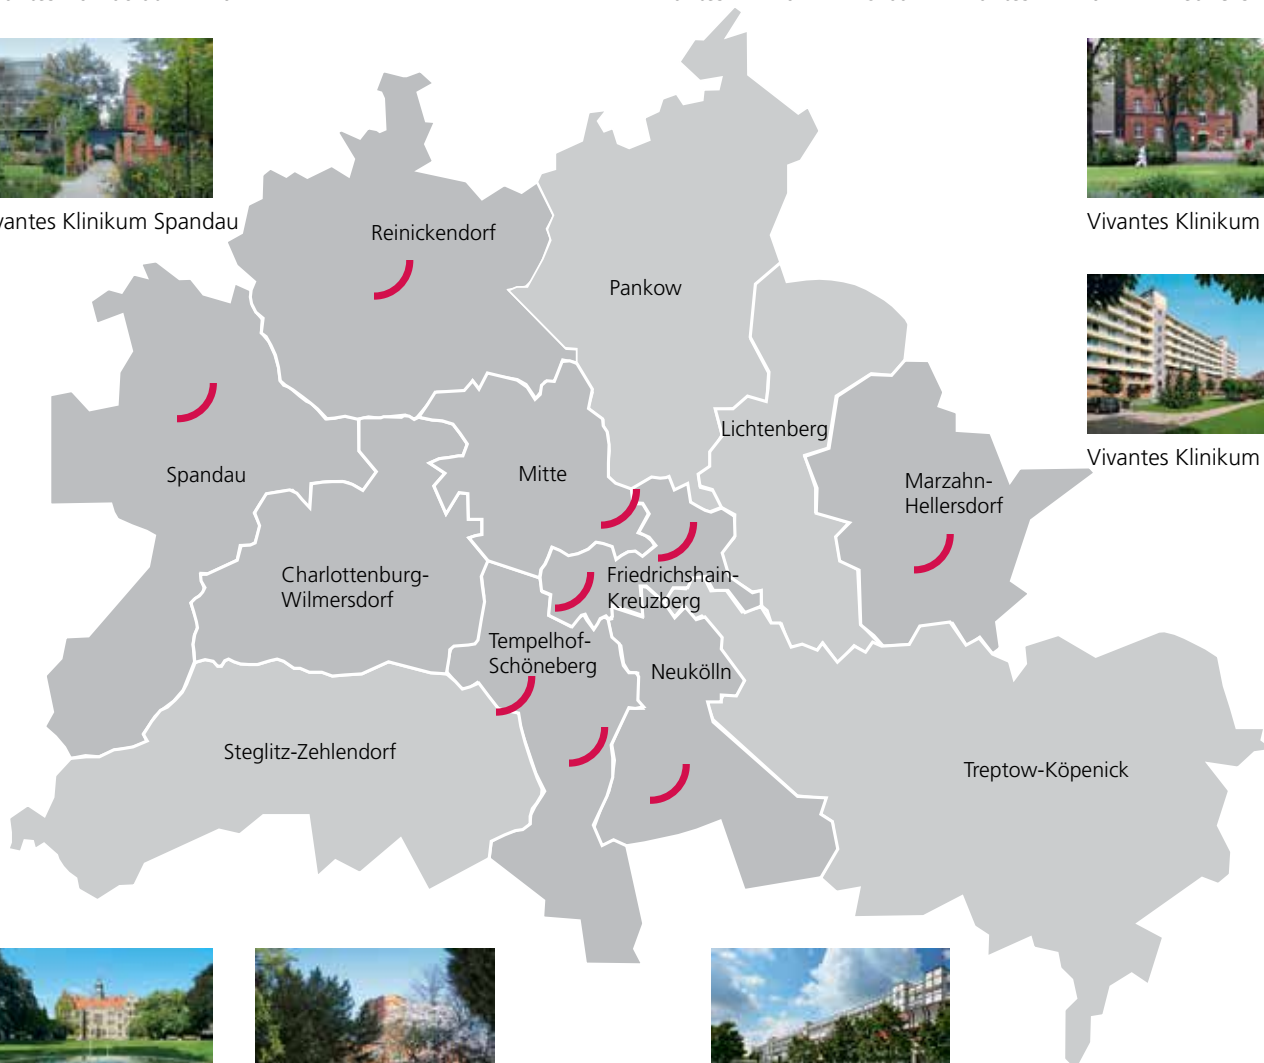 vantes Klinikum Spandau
Vivantes Klinikum
Reinickendorf
Pankow
Lichtenberg
Vivantes Klinikum
Spandau
Mitte
Marzahn-
Hellersdorf
Charlottenburg-
Wilmersdorf
Friedrichshain-
Kreuzberg
Tempelhof-
Schöneberg
Neukölln
Steglitz-Zehlendorf
Treptow-Köpenick